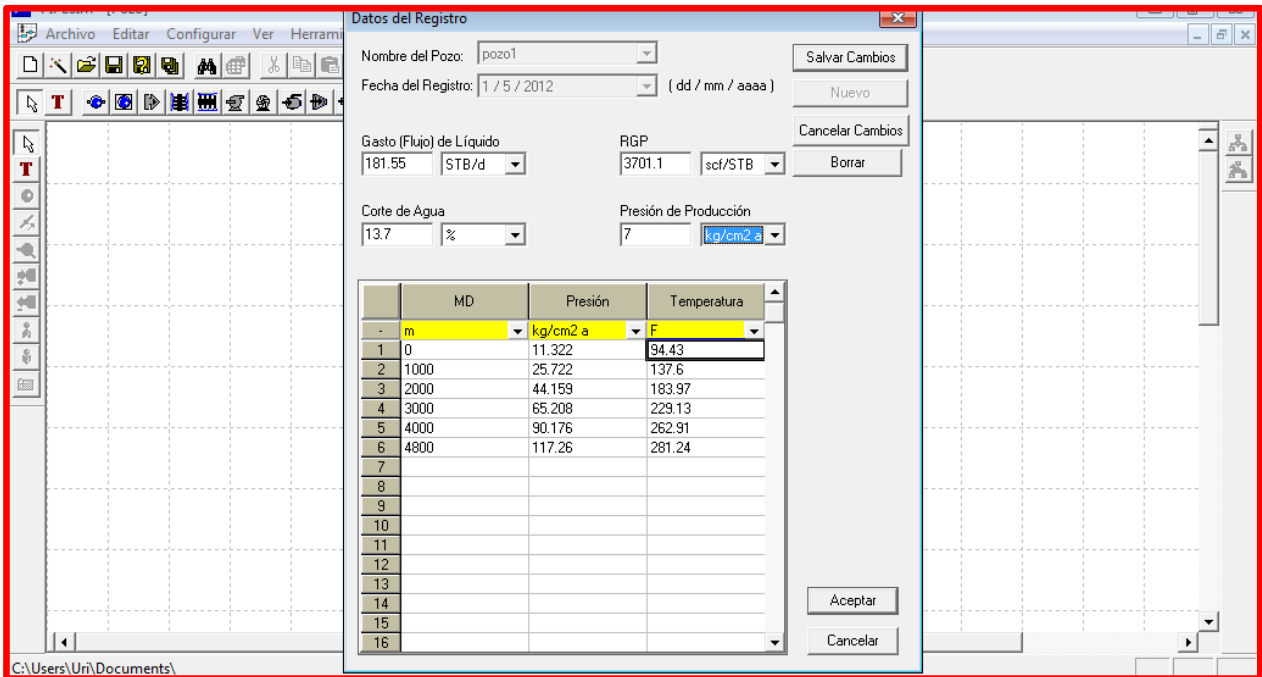 Datos del Registro
Archivo Editar Configurar Ver Herrami
Nombre del Pozo: pozo1
Salvar Cambios
Fecha del Registro: 1 / 5 / 2012 ( dd / mm / aaaa )
Nuevo
Cancelar Cambios
Gasto (Flujo) de Líquido RGP
181.55 STB/d 3701.1 scf/STB
Borrar
Corte de Agua Presión de Producción
13.7 % 7 kg/cm2 a
MD Presión Temperatura
- m kg/cm2 a F
1 0 11.322 94.43
2 1000 25.722 137.6
3 2000 44.159 183.97
4 3000 65.208 229.13
5 4000 90.176 262.91
6 4800 117.26 281.24
7
8
9
10
11
12
13
14
15
16
Aceptar
Cancelar
C:\Users\Uri\Documents\